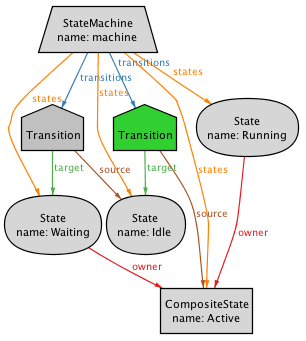 StateMachine
name: machine
transitions
transitions
states
states
states
Transition
Transition
State
name: Running
target
source
target
states
source
owner
State
name: Waiting
State
name: Idle
owner
CompositeState
name: Active